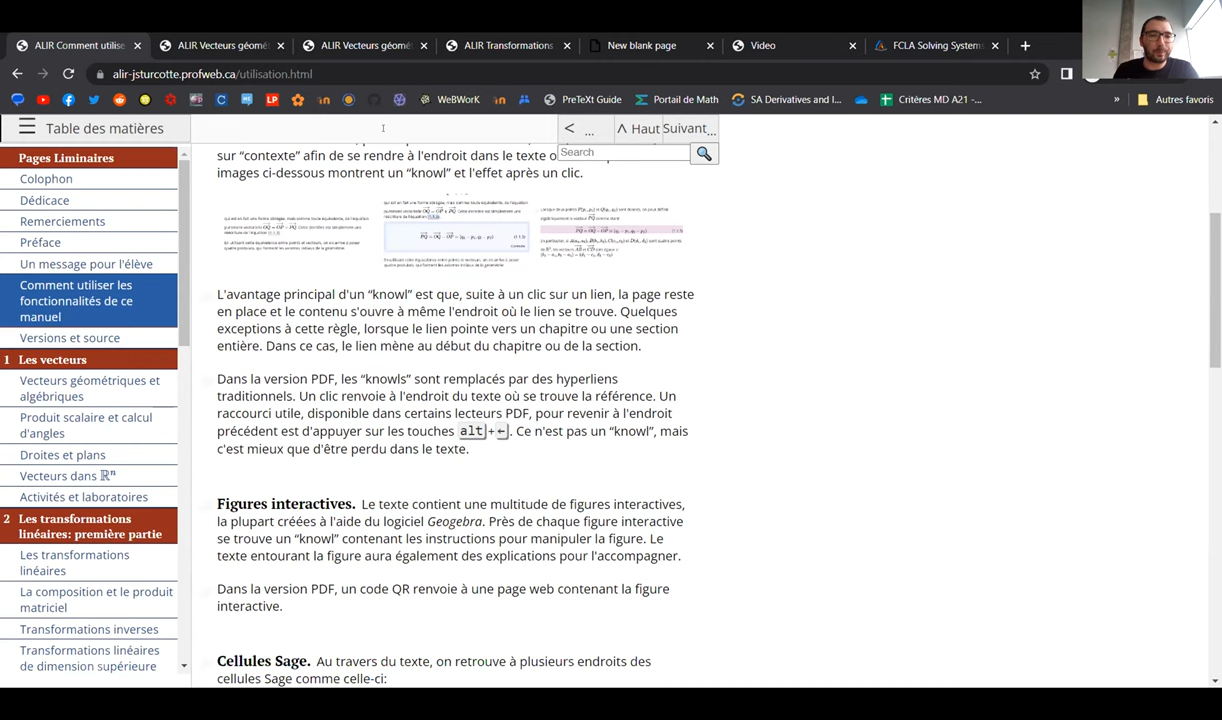 ALIR Comment utilise
ALIR Vecteurs géomét
ALIR Vecteurs géomét
ALIR Transformations
New blank page
Video
FCLA Solving Systems
alir-jsturcotte.profweb.ca/utilisation.html
WeBWorK
PreTeXt Guide
Portail de Math
SA Derivatives and I...
Critères MD A21 -...
»
Autres favoris
Table des matières
< ...
Haut
Suivant...
Search
Pages Liminaires
Colophon
Dédicace
Remerciements
Préface
Un message pour l'élève
Comment utiliser les
fonctionnalités de ce
manuel
Versions et source
1 Les vecteurs
Vecteurs géométriques et
algébriques
Produit scalaire et calcul
d'angles
Droites et plans
Vecteurs dans ℝⁿ
Activités et laboratoires
2 Les transformations
linéaires: première partie
Les transformations
linéaires
La composition et le produit
matriciel
Transformations inverses
Transformations linéaires
de dimension supérieure
sur “contexte” afin de se rendre à l'endroit dans le texte o
images ci-dessous montrent un “knowl” et l'effet après un clic.
L'avantage principal d'un “knowl” est que, suite à un clic sur un lien, la page reste
en place et le contenu s'ouvre à même l'endroit où le lien se trouve. Quelques
exceptions à cette règle, lorsque le lien pointe vers un chapitre ou une section
entière. Dans ce cas, le lien mène au début du chapitre ou de la section.
Dans la version PDF, les “knowls” sont remplacés par des hyperliens
traditionnels. Un clic renvoie à l'endroit du texte où se trouve la référence. Un
raccourci utile, disponible dans certains lecteurs PDF, pour revenir à l'endroit
précédent est d'appuyer sur les touches alt+←. Ce n'est pas un “knowl”, mais
c'est mieux que d'être perdu dans le texte.
Figures interactives. Le texte contient une multitude de figures interactives,
la plupart créées à l'aide du logiciel Geogebra. Près de chaque figure interactive
se trouve un “knowl” contenant les instructions pour manipuler la figure. Le
texte entourant la figure aura également des explications pour l'accompagner.
Dans la version PDF, un code QR renvoie à une page web contenant la figure
interactive.
Cellules Sage. Au travers du texte, on retrouve à plusieurs endroits des
cellules Sage comme celle-ci: